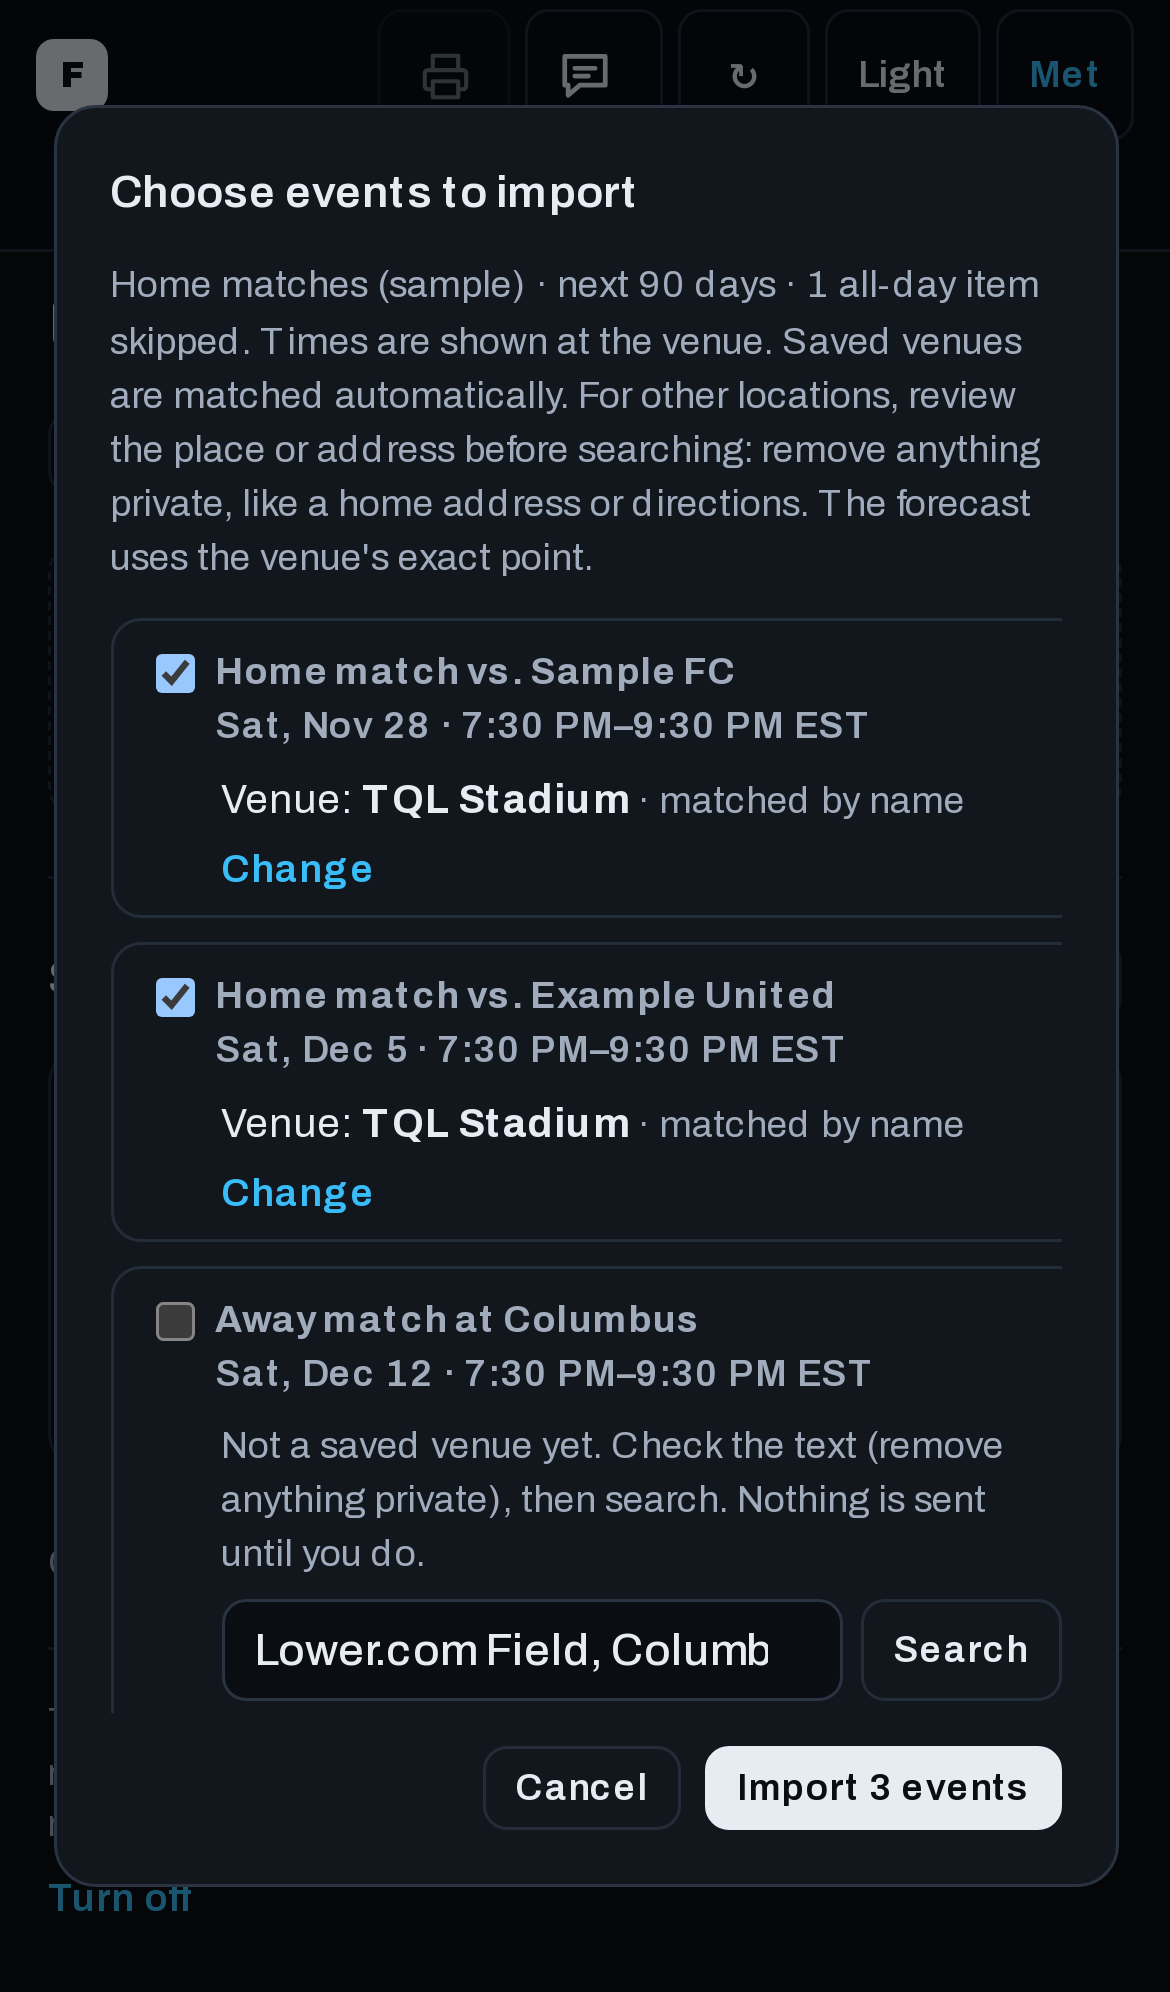 F
Light
Met
Choose events to import
Home matches (sample) · next 90 days · 1 all-day item
skipped. Times are shown at the venue. Saved venues
are matched automatically. For other locations, review
the place or address before searching: remove anything
private, like a home address or directions. The forecast
uses the venue's exact point.
Home match vs. Sample FC
Sat, Nov 28 · 7:30 PM–9:30 PM EST
Venue: TQL Stadium · matched by name
Change
Home match vs. Example United
Sat, Dec 5 · 7:30 PM–9:30 PM EST
Venue: TQL Stadium · matched by name
Change
Away match at Columbus
Sat, Dec 12 · 7:30 PM–9:30 PM EST
Not a saved venue yet. Check the text (remove
anything private), then search. Nothing is sent
until you do.
Lower.com Field, Columb
Search
Cancel
Import 3 events
Turn off